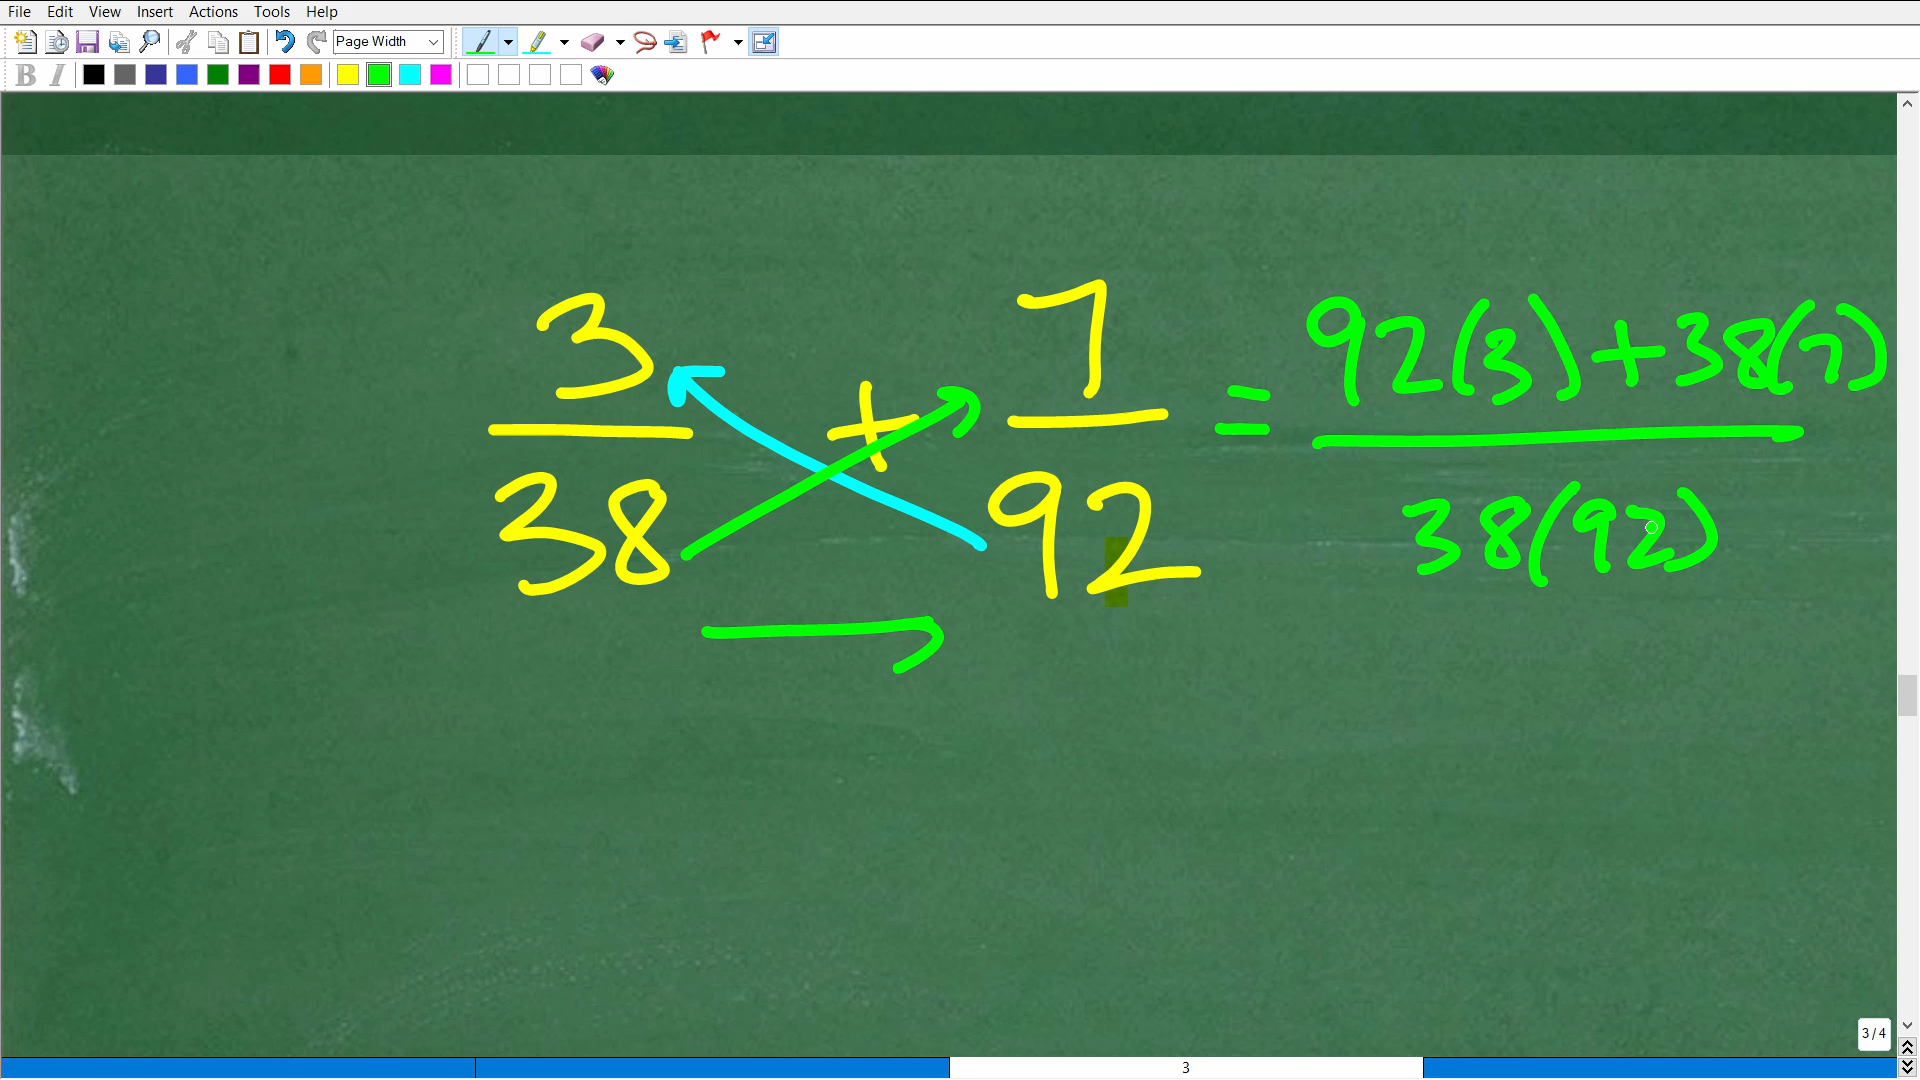 File Edit View Insert Actions Tools Help
Page Width
B I
3/38 + 7/92 = 92(3)+38(7)/38(92)
3/4
3